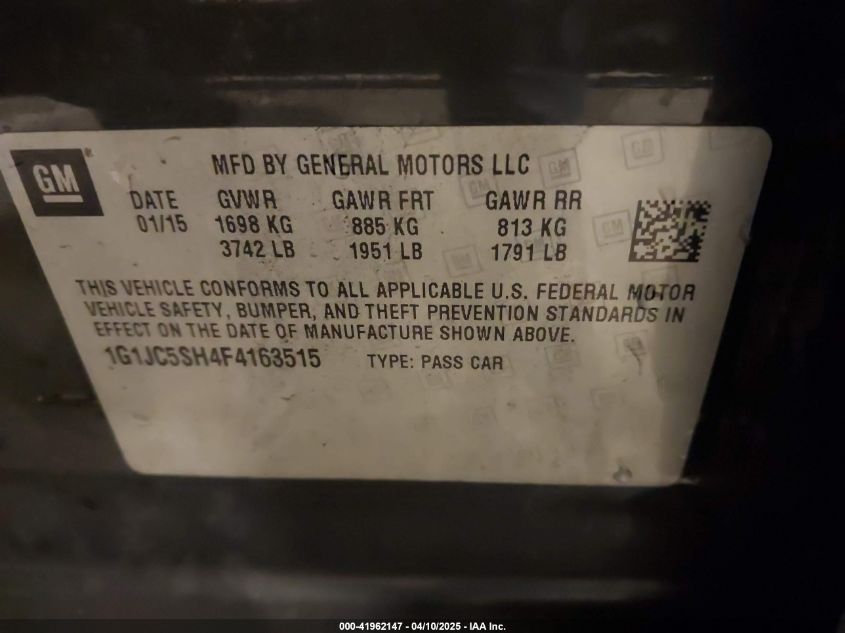 GM®
MFD BY GENERAL MOTORS LLC
DATE GVWR GAWR FRT GAWR RR
01/15 1698 KG 885 KG 813 KG
3742 LB 1951 LB 1791 LB
THIS VEHICLE CONFORMS TO ALL APPLICABLE U.S. FEDERAL MOTOR
VEHICLE SAFETY, BUMPER, AND THEFT PREVENTION STANDARDS IN
EFFECT ON THE DATE OF MANUFACTURE SHOWN ABOVE.
1G1JC5SH4F4163515 TYPE: PASS CAR
000-41962147 - 04/10/2025 - IAA Inc.